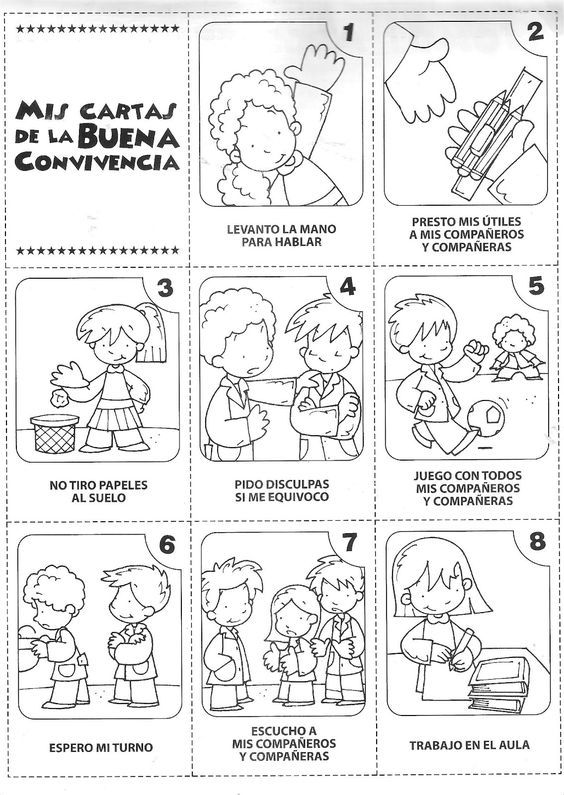 MIS CARTAS
DE LA BUENA
CONVIVENCIA
1
LEVANTO LA MANO
PARA HABLAR
2
PRESTO MIS ÚTILES
A MIS COMPAÑEROS
Y COMPAÑERAS
3
NO TIRO PAPELES
AL SUELO
4
PIDO DISCULPAS
SI ME EQUIVOCO
5
JUEGO CON TODOS
MIS COMPAÑEROS
Y COMPAÑERAS
6
ESPERO MI TURNO
7
ESCUCHO A
MIS COMPAÑEROS
Y COMPAÑERAS
8
TRABAJO EN EL AULA